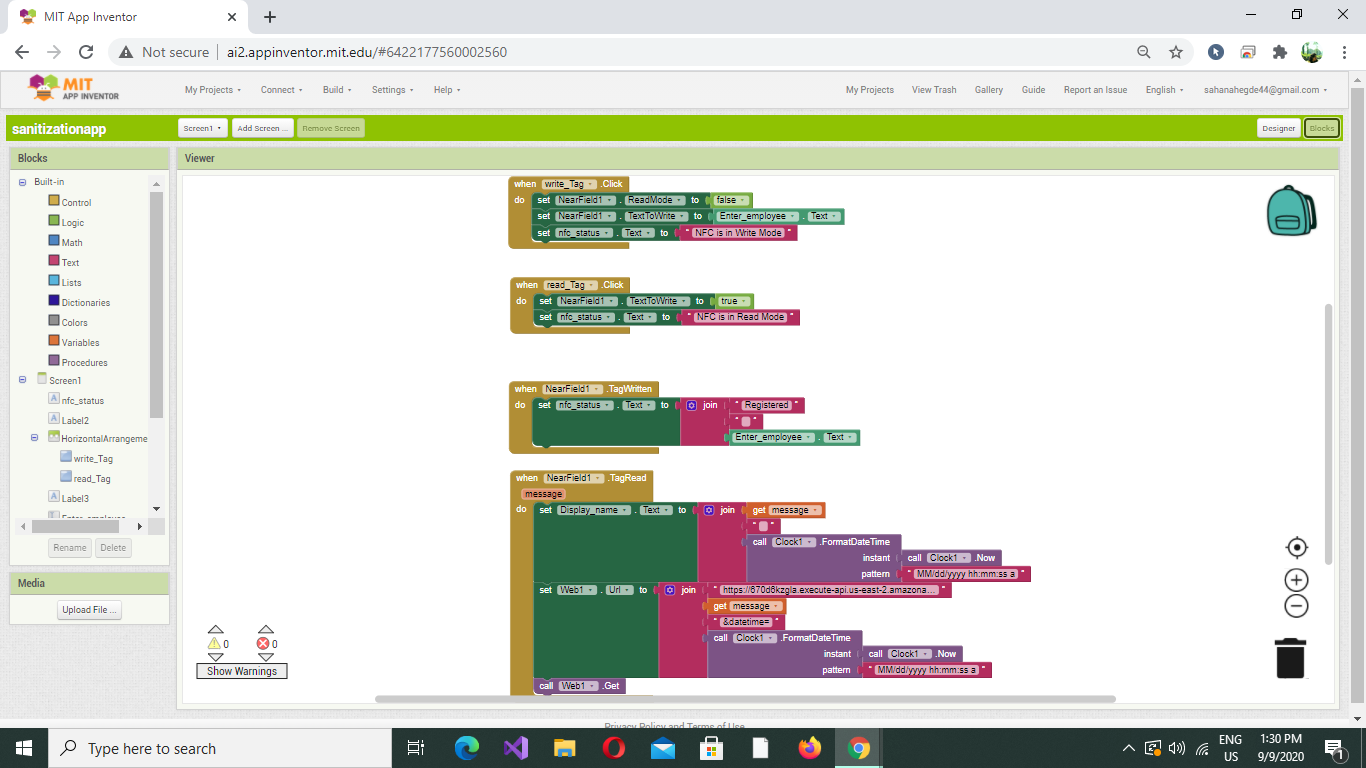 MIT App Inventor
Not secure | ai2.appinventor.mit.edu/#6422177560002560
MIT
APP INVENTOR
My Projects Connect Build Settings Help My Projects View Trash Gallery Guide Report an Issue English sahanahegde44@gmail.com
sanitizationapp Screen1 Add Screen ... Remove Screen Designer Blocks
Blocks Viewer
Built-in
Control
Logic
Math
Text
Lists
Dictionaries
Colors
Variables
Procedures
Screen1
nfc_status
Label2
HorizontalArrangeme
write_Tag
read_Tag
Label3
Rename Delete
Media
Upload File ...
when write_Tag .Click
do set NearField1 . ReadMode to false
set NearField1 . TextToWrite to Enter_employee . Text
set nfc_status . Text to " NFC is in Write Mode "
when read_Tag .Click
do set NearField1 . TextToWrite to true
set nfc_status . Text to " NFC is in Read Mode "
when NearField1 .TagWritten
do set nfc_status . Text to join " Registered "
" "
Enter_employee . Text
when NearField1 .TagRead
message
do set Display_name . Text to join get message
" "
call Clock1 .FormatDateTime
instant call Clock1 .Now
pattern " MM/dd/yyyy hh:mm:ss a "
set Web1 . Url to join " https://670d6kzgla.execute-api.us-east-2.amazona... "
get message
" &datetime= "
call Clock1 .FormatDateTime
instant call Clock1 .Now
pattern " MM/dd/yyyy hh:mm:ss a "
call Web1 .Get
0 0
Show Warnings
Privacy Policy and Terms of Use
Type here to search
ENG
US
1:30 PM
9/9/2020
1